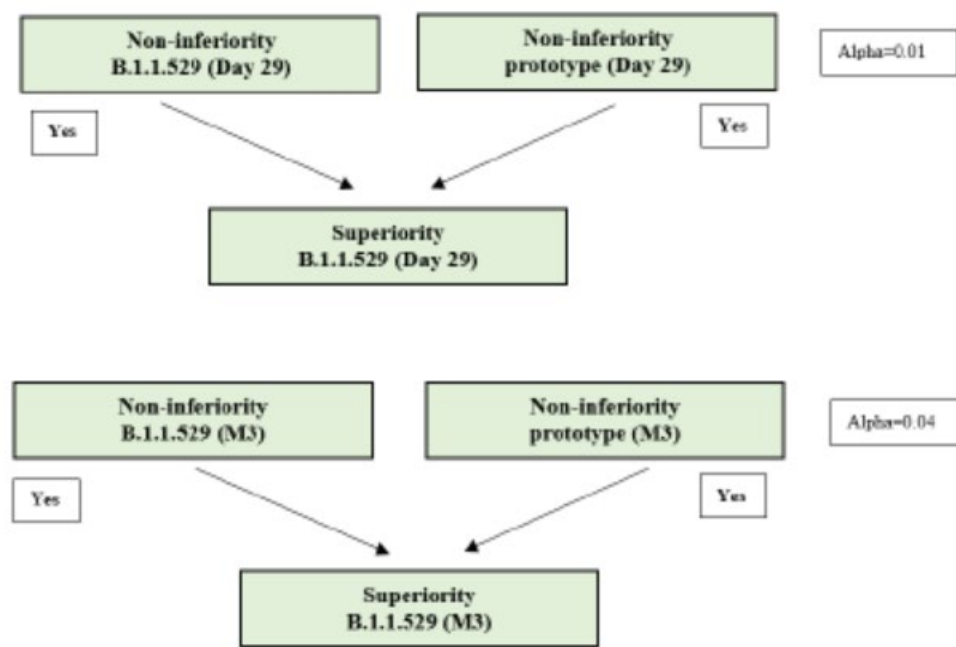 Non-inferiority
B.1.1.529 (Day 29)
Non-inferiority
prototype (Day 29)
Alpha=0.01
Yes
Yes
Superiority
B.1.1.529 (Day 29)
Non-inferiority
B.1.1.529 (M3)
Non-inferiority
prototype (M3)
Alpha=0.04
Yes
Yes
Superiority
B.1.1.529 (M3)